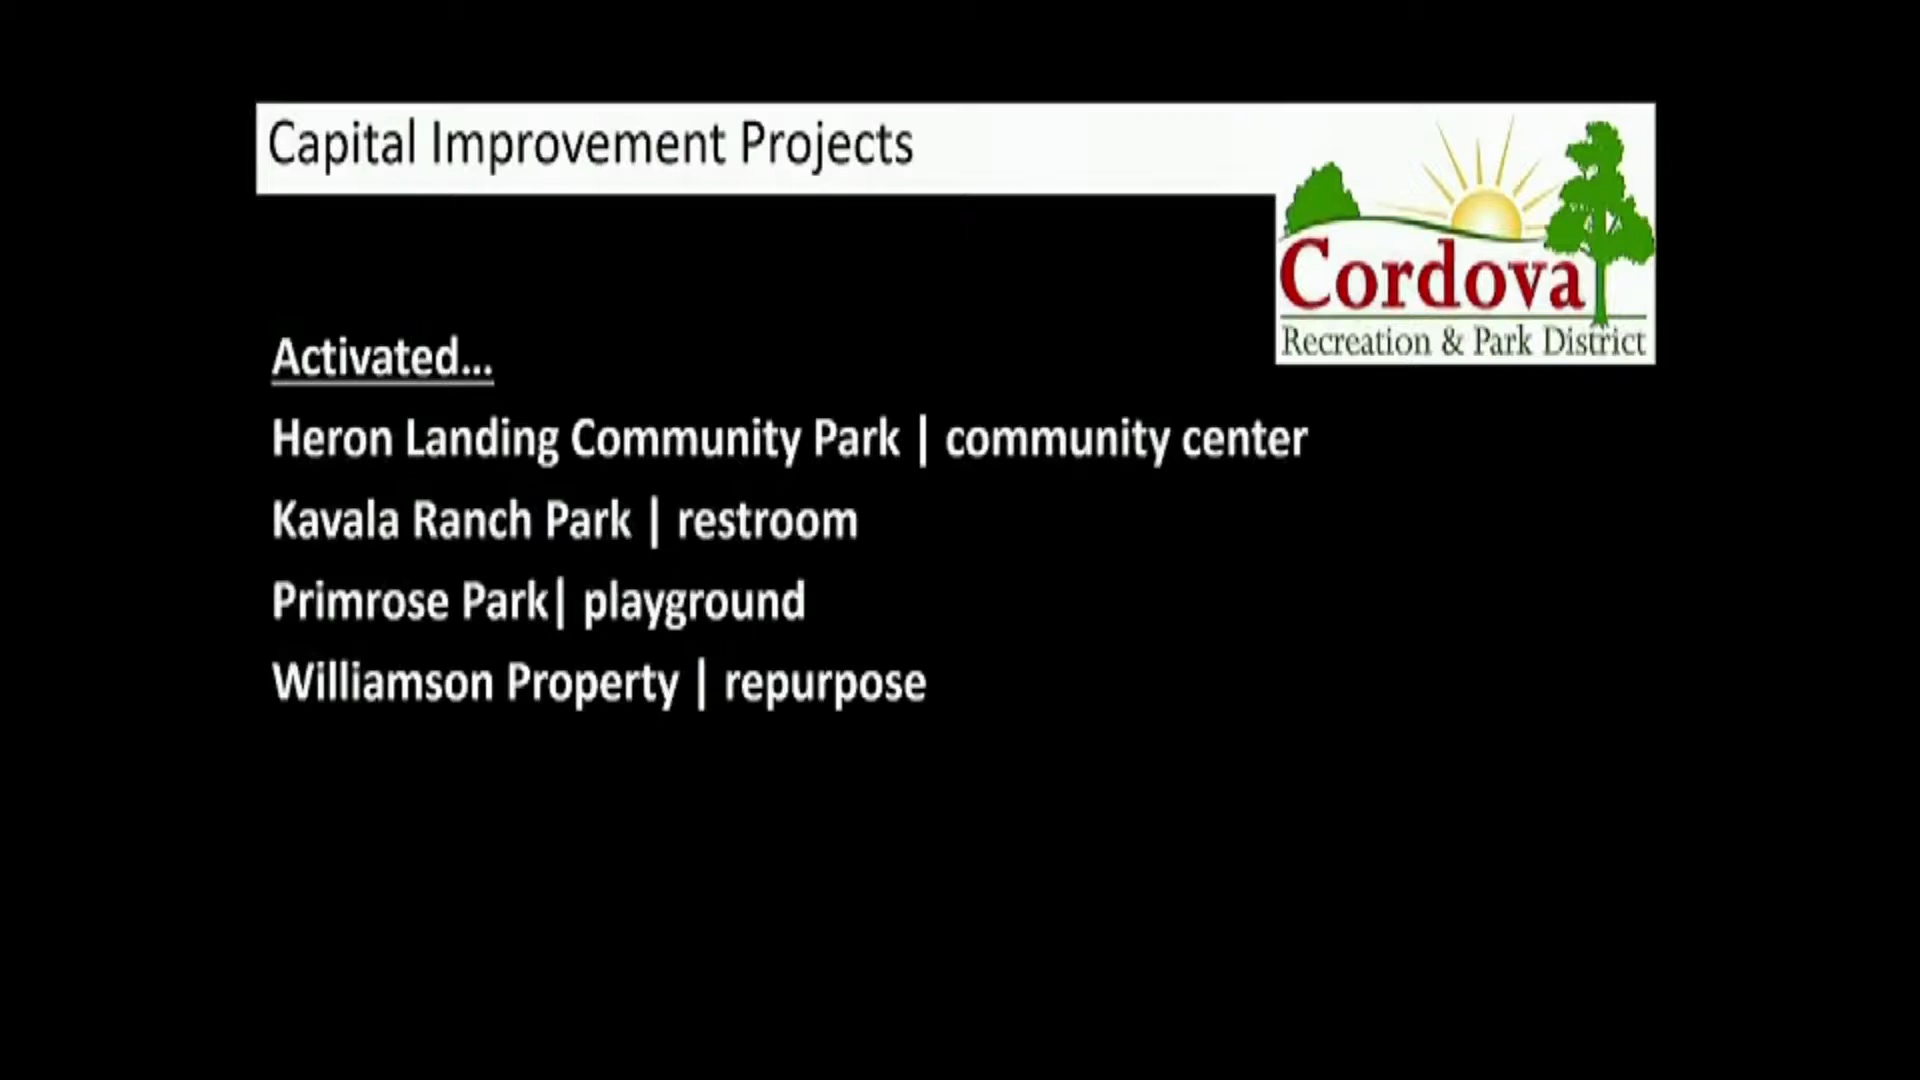 Capital Improvement Projects
Cordova
Recreation & Park District
Activated...
Heron Landing Community Park | community center
Kavala Ranch Park | restroom
Primrose Park| playground
Williamson Property | repurpose